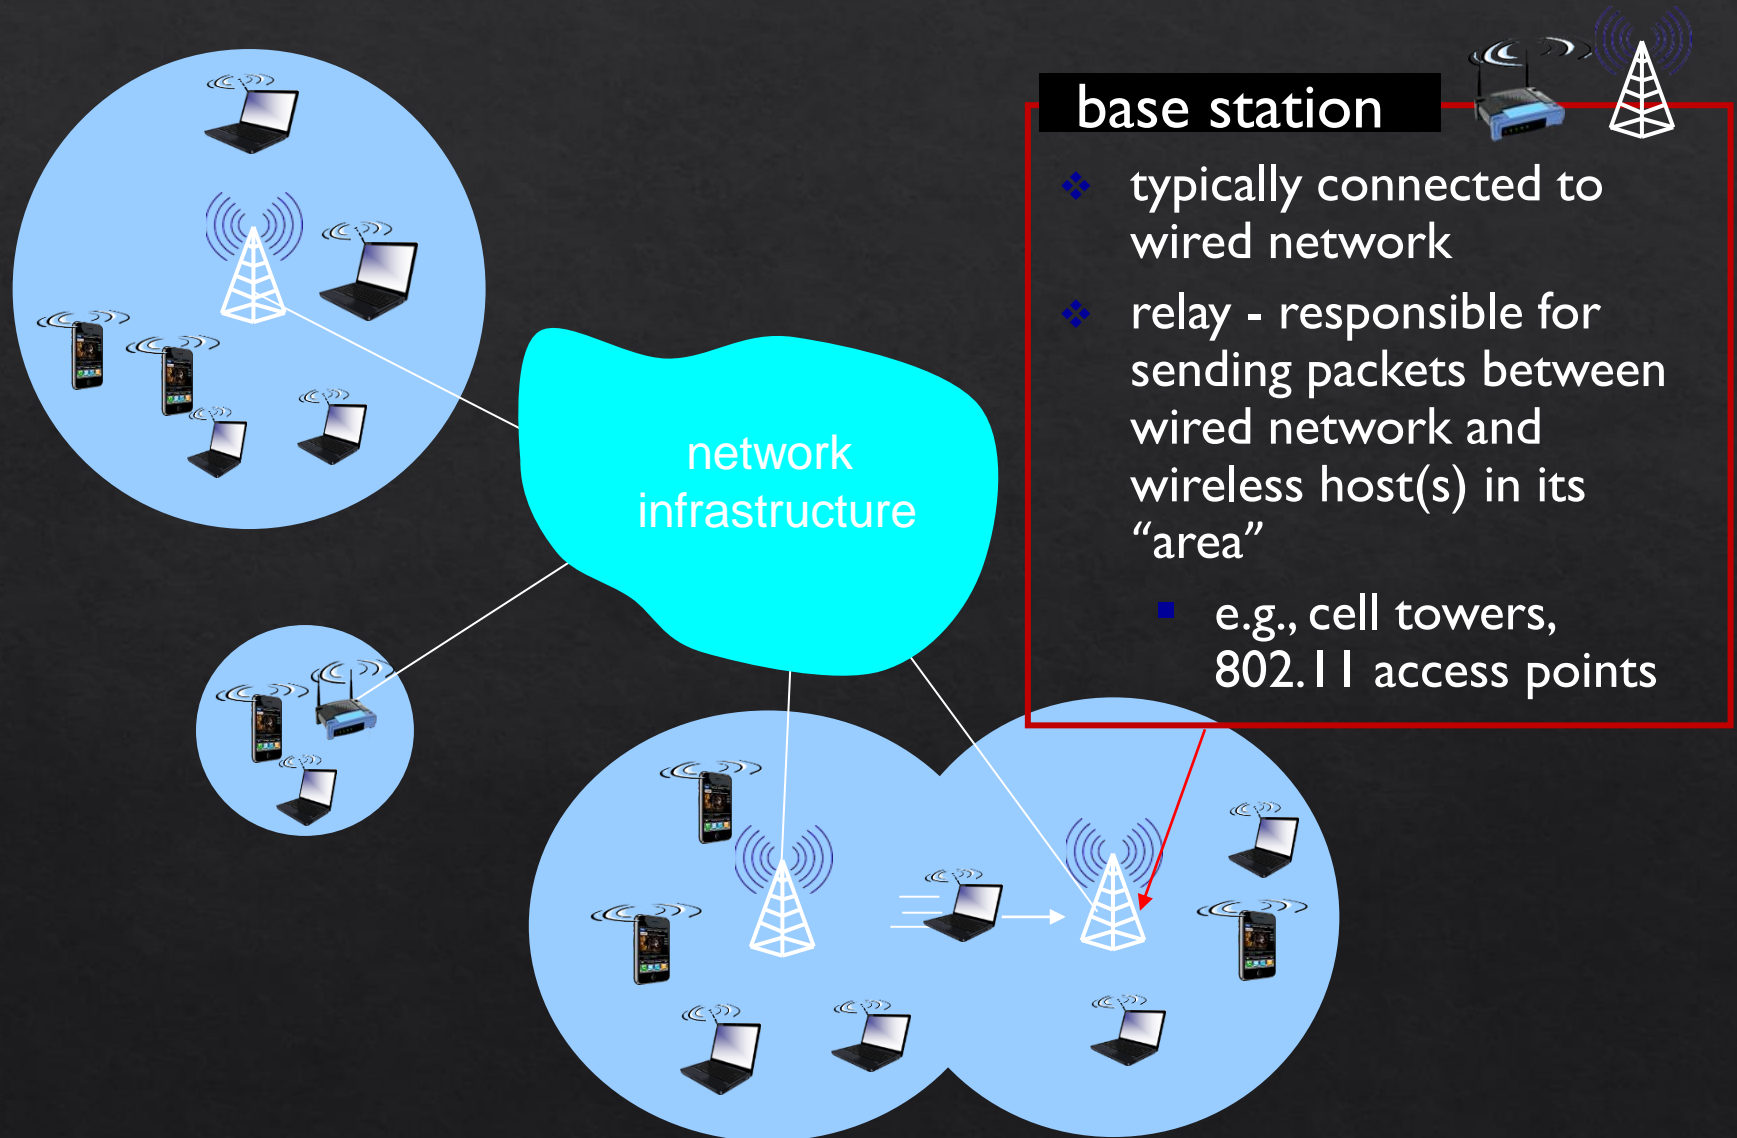 base station
typically connected to
wired network
relay - responsible for
sending packets between
wired network and
wireless host(s) in its
“area”
e.g., cell towers,
802.11 access points
network
infrastructure